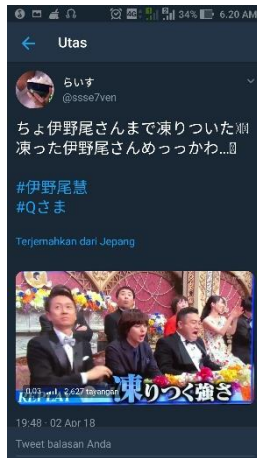 34% 6.20 AM
Utas
らいす
@ssse7ven
ちょ伊野尾さんまで凍りついた
凍った伊野尾さんめっっかわ...
#伊野尾慧
#Qさま
Terjemahkan dari Jepang
0:03 2,627 tayangan
REPEAT
凍りつく強さ
19:48 · 02 Apr 18
Tweet balasan Anda